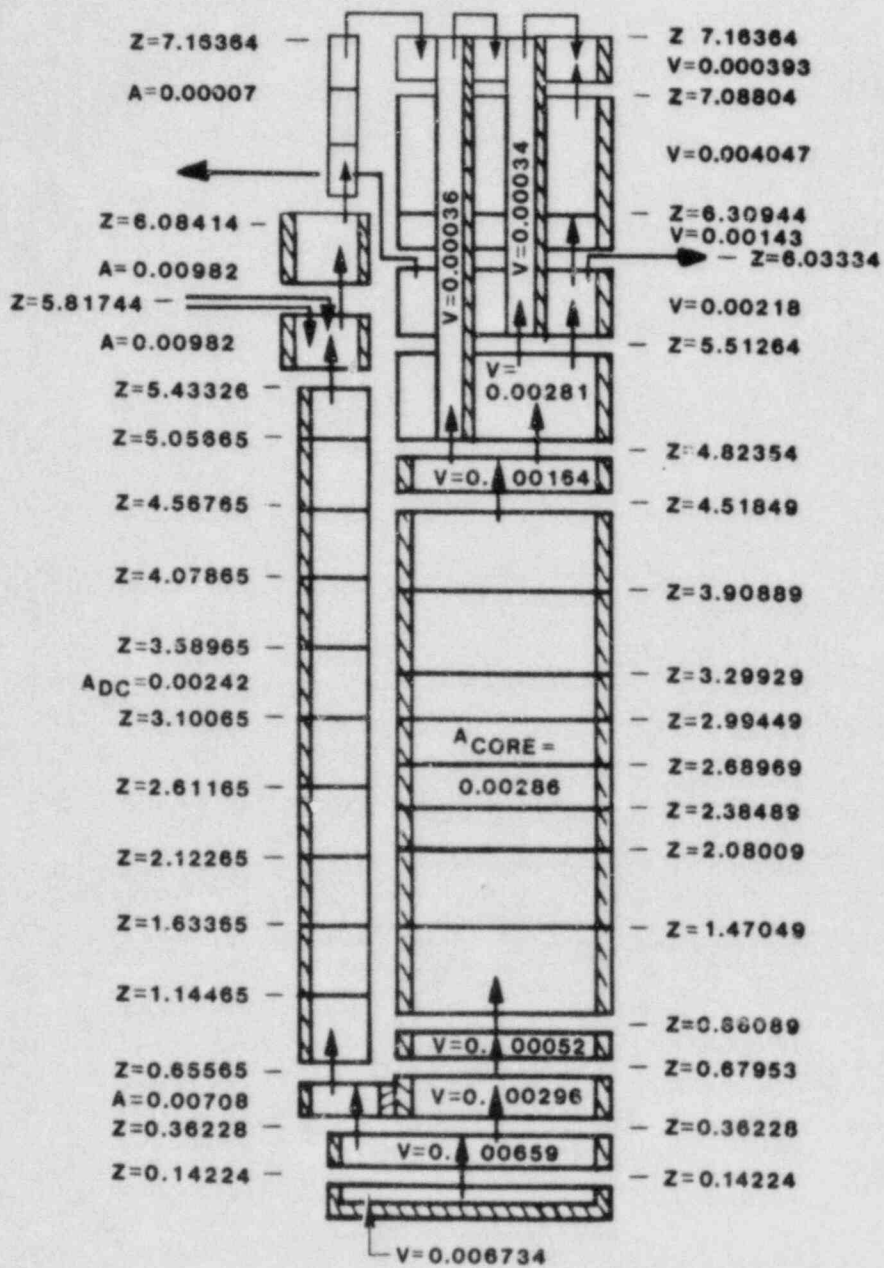 Z=7.16364
A=0.00007
Z=6.08414
A=0.00982
Z=5.81744
A=0.00982
Z=5.43326
Z=5.05665
Z=4.56765
Z=4.07865
Z=3.58965
A DC =0.00242
Z=3.10065
Z=2.61165
Z=2.12265
Z=1.63365
Z=1.14465
Z=0.65565
A=0.00708
Z=0.36228
Z=0.14224
V=0.00036
V=0.00034
V=
0.00281
V=0.00164
A CORE =
0.00286
V=0.00052
V=0.00296
V=0.00659
V=0.006734
Z 7.16364
V=0.000393
Z=7.08804
V=0.004047
Z=6.30944
V=0.00143
Z=6.03334
V=0.00218
Z=5.51264
Z=4.82354
Z=4.51849
Z=3.90889
Z=3.29929
Z=2.99449
Z=2.68969
Z=2.38489
Z=2.08009
Z=1.47049
Z=0.86089
Z=0.67953
Z=0.36228
Z=0.14224